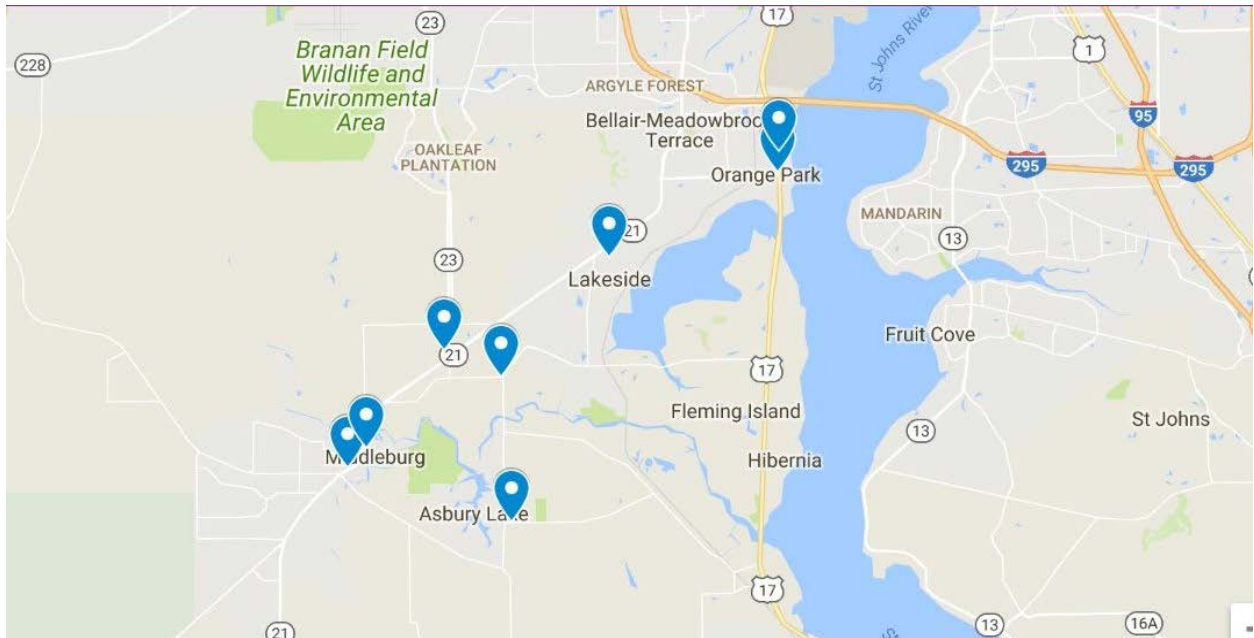 17
23
1
228
Branan Field
Wildlife and
Environmental
Area
St Johns River
ARGYLE FOREST
Bellair-Meadowbroo
Terrace
95
OAKLEAF
PLANTATION
Orange Park
295
295
MANDARIN
21
13
23
Lakeside
21
Fruit Cove
17
Fleming Island
St Johns
13
Middleburg
Hibernia
Asbury Lake
17
21
13
16A